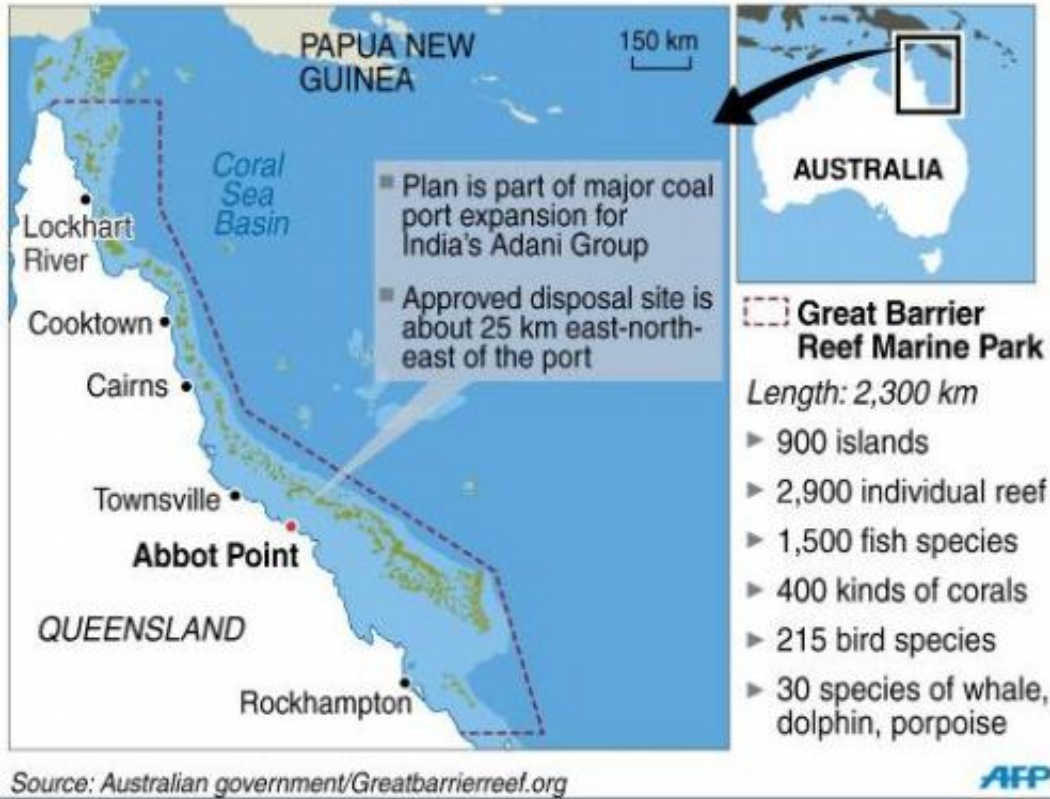 PAPUA NEW
GUINEA
150 km
Coral
Sea
Basin
Plan is part of major coal
port expansion for
India's Adani Group
Approved disposal site is
about 25 km east-north-
east of the port
Lockhart
River
Cooktown
Cairns
Townsville
Abbot Point
QUEENSLAND
Rockhampton
AUSTRALIA
Great Barrier
Reef Marine Park
Length: 2,300 km
900 islands
2,900 individual reef
1,500 fish species
400 kinds of corals
215 bird species
30 species of whale,
dolphin, porpoise
Source: Australian government/Greatbarrierreef.org
AFP